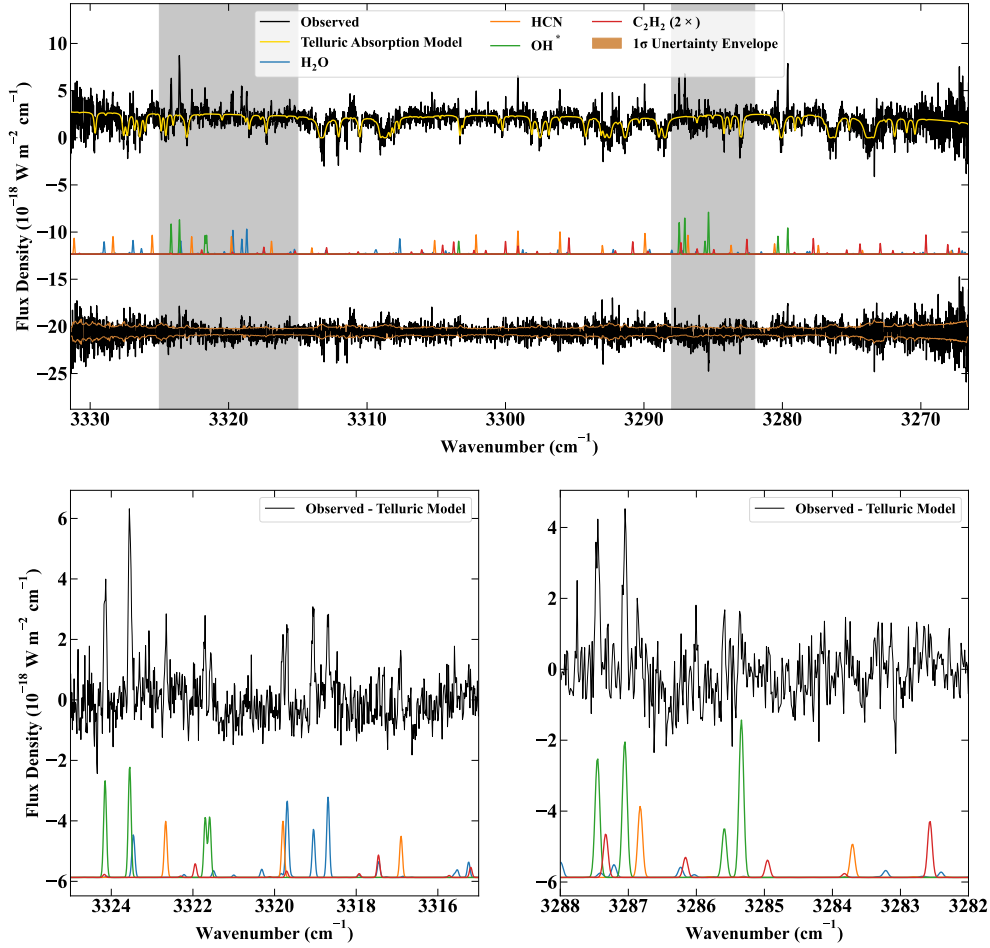 Observed
Telluric Absorption Model
H₂O
HCN
OH*
C₂H₂ (2 ×)
1σ Unertainty Envelope
Flux Density (10⁻¹⁸ W m⁻² cm⁻¹)
10
5
0
−5
−10
−15
−20
−25
3330 3320 3310 3300 3290 3280 3270
Wavenumber (cm⁻¹)
Observed - Telluric Model
Flux Density (10⁻¹⁸ W m⁻² cm⁻¹)
6
4
2
0
−2
−4
−6
3324 3322 3320 3318 3316
Wavenumber (cm⁻¹)
Observed - Telluric Model
4
2
0
−2
−4
−6
3288 3287 3286 3285 3284 3283 3282
Wavenumber (cm⁻¹)